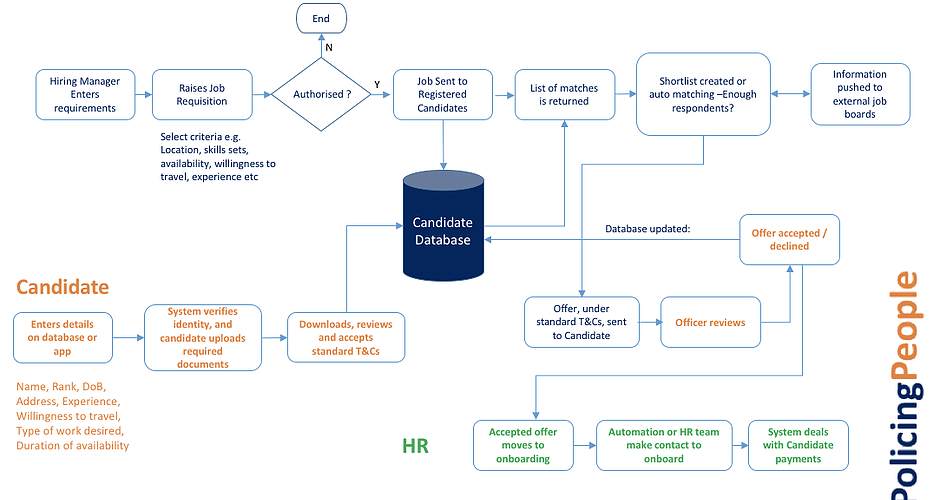 End
N
Hiring Manager
Enters
requirements
Raises Job
Requisition
Authorised ?
Y
Job Sent to
Registered
Candidates
List of matches
is returned
Shortlist created or
auto matching –Enough
respondents?
Information
pushed to
external job
boards
Select criteria e.g.
Location, skills sets,
availability, willingness to
travel, experience etc
Candidate
Database
Database updated:
Offer accepted /
declined
Candidate
Enters details
on database or
app
System verifies
identity, and
candidate uploads
required
documents
Downloads, reviews
and accepts
standard T&Cs
Offer, under
standard T&Cs, sent
to Candidate
Officer reviews
Name, Rank, DoB,
Address, Experience,
Willingness to travel,
Type of work desired,
Duration of availability
HR
Accepted offer
moves to
onboarding
Automation or HR team
make contact to
onboard
System deals
with Candidate
payments
PolicingPeople